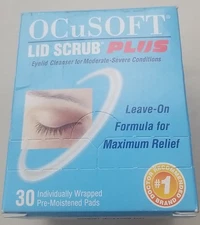 OCuSOFT®
LID SCRUB® PLUS
Eyelid Cleanser for Moderate-Severe Conditions
Leave-On
Formula for
Maximum Relief
30 Individually Wrapped
Pre-Moistened Pads
#1
BRAND